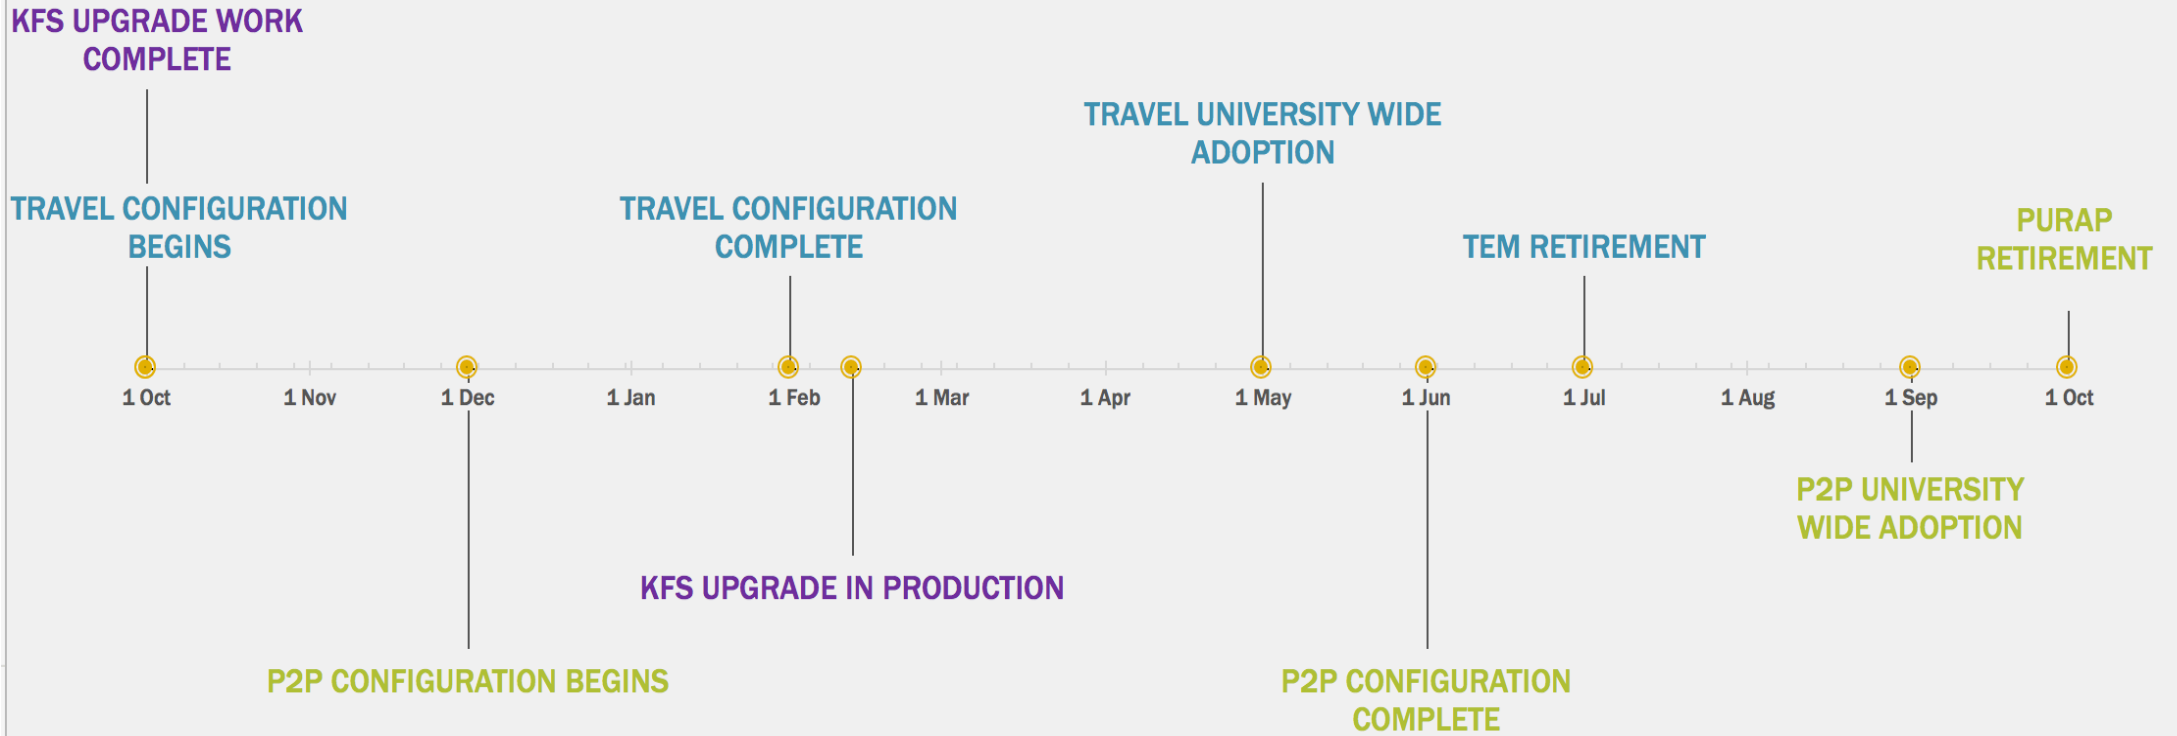 KFS UPGRADE WORK
COMPLETE
TRAVEL UNIVERSITY WIDE
ADOPTION
TRAVEL CONFIGURATION
BEGINS
TRAVEL CONFIGURATION
COMPLETE
TEM RETIREMENT
PURAP
RETIREMENT
1 Oct
1 Nov
1 Dec
1 Jan
1 Feb
1 Mar
1 Apr
1 May
1 Jun
1 Jul
1 Aug
1 Sep
1 Oct
P2P UNIVERSITY
WIDE ADOPTION
KFS UPGRADE IN PRODUCTION
P2P CONFIGURATION BEGINS
P2P CONFIGURATION
COMPLETE